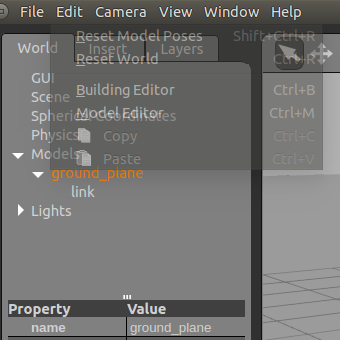 File Edit Camera View Window Help
Reset Model Poses Shift+Ctrl+R
World Insert Layers
Reset World Ctrl+R
GUI
Building Editor Ctrl+B
Scene
Model Editor Ctrl+M
Spherical Coordinates
Physics
Copy Ctrl+C
Models
Paste Ctrl+V
ground_plane
link
Lights
Property Value
name ground_plane